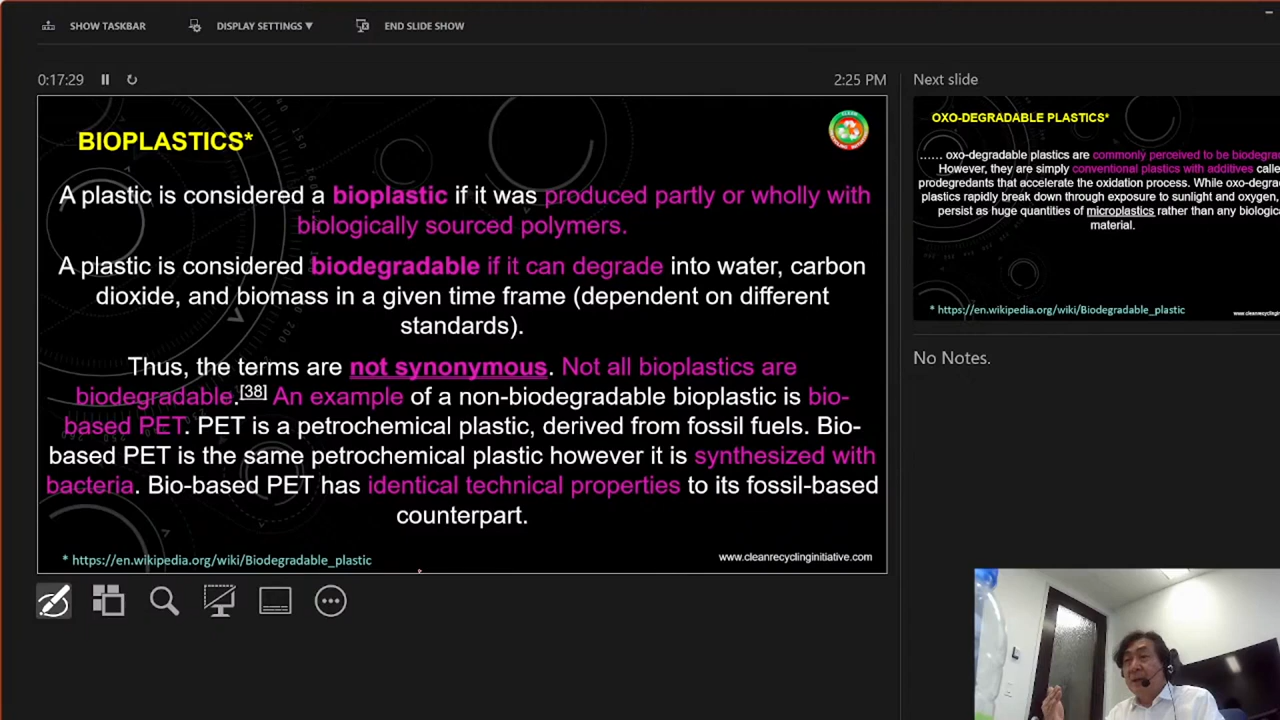 SHOW TASKBAR
DISPLAY SETTINGS ▼
END SLIDE SHOW
0:17:29
2:25 PM
BIOPLASTICS*
A plastic is considered a bioplastic if it was produced partly or wholly with
biologically sourced polymers.
A plastic is considered biodegradable if it can degrade into water, carbon
dioxide, and biomass in a given time frame (dependent on different
standards).
Thus, the terms are not synonymous. Not all bioplastics are
biodegradable.[38] An example of a non-biodegradable bioplastic is bio-
based PET. PET is a petrochemical plastic, derived from fossil fuels. Bio-
based PET is the same petrochemical plastic however it is synthesized with
bacteria. Bio-based PET has identical technical properties to its fossil-based
counterpart.
* https://en.wikipedia.org/wiki/Biodegradable_plastic
www.cleanrecyclinginitiative.com
Next slide
OXO-DEGRADABLE PLASTICS*
...... oxo-degradable plastics are commonly perceived to be
However, they are simply conventional plastics with additives
prodegredants that accelerate the oxidation process. While
plastics rapidly break down through exposure to sunlight and oxygen,
persist as huge quantities of microplastics rather than any
material.
* https://en.wikipedia.org/wiki/Biodegradable_plastic
No Notes.